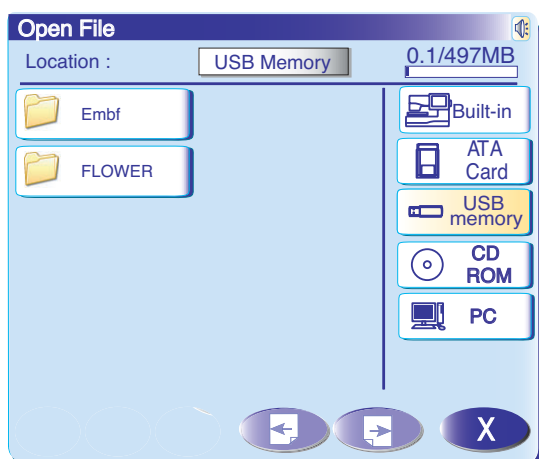 Open File
Location : USB Memory 0.1/497MB
Embf
FLOWER
Built-in
ATA
Card
USB
memory
CD
ROM
PC
X